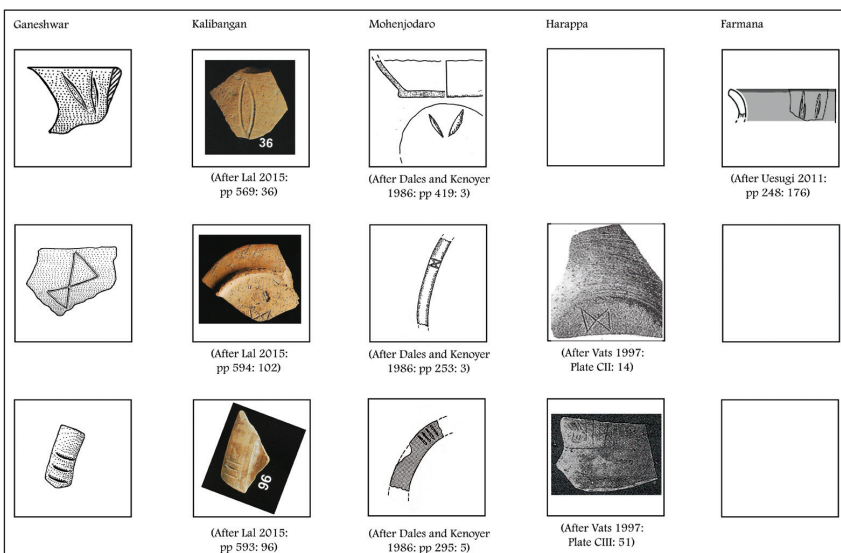 Ganeshwar Kalibangan Mohenjodaro Harappa Farmana
36
(After Lal 2015:
pp 569: 36)
(After Dales and Kenoyer
1986: pp 419: 3)
(After Uesugi 2011:
pp 248: 176)
(After Lal 2015:
pp 594: 102)
(After Dales and Kenoyer
1986: pp 253: 3)
(After Vats 1997:
Plate CII: 14)
96
(After Lal 2015:
pp 593: 96)
(After Dales and Kenoyer
1986: pp 295: 5)
(After Vats 1997:
Plate CIII: 51)